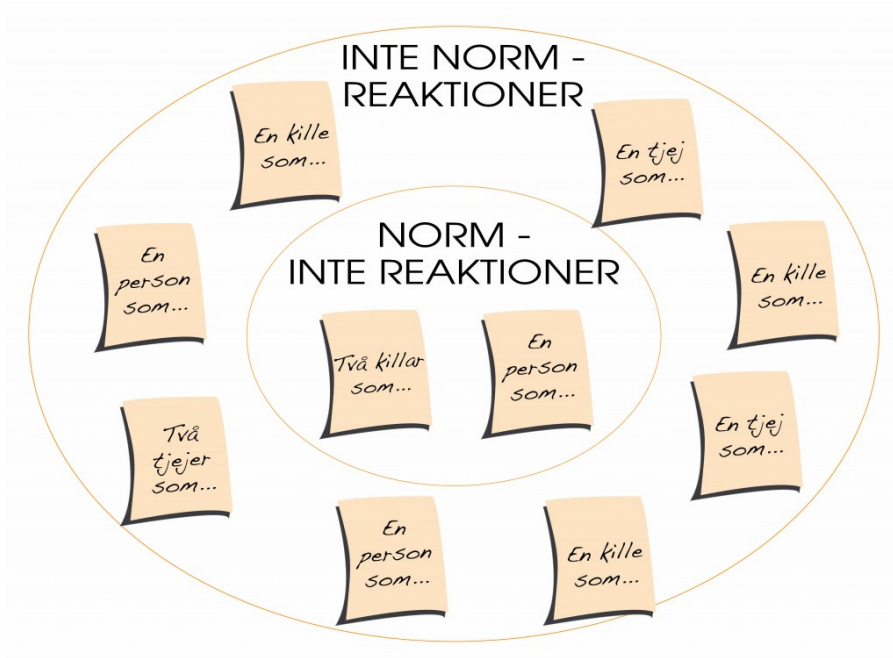 INTE NORM -
REAKTIONER
En kille
som...
En tjej
som...
En
person
som...
NORM -
INTE REAKTIONER
En kille
som...
Två killar
som...
En
person
som...
Två
tjejer
som...
En tjej
som...
En
person
som...
En kille
som...